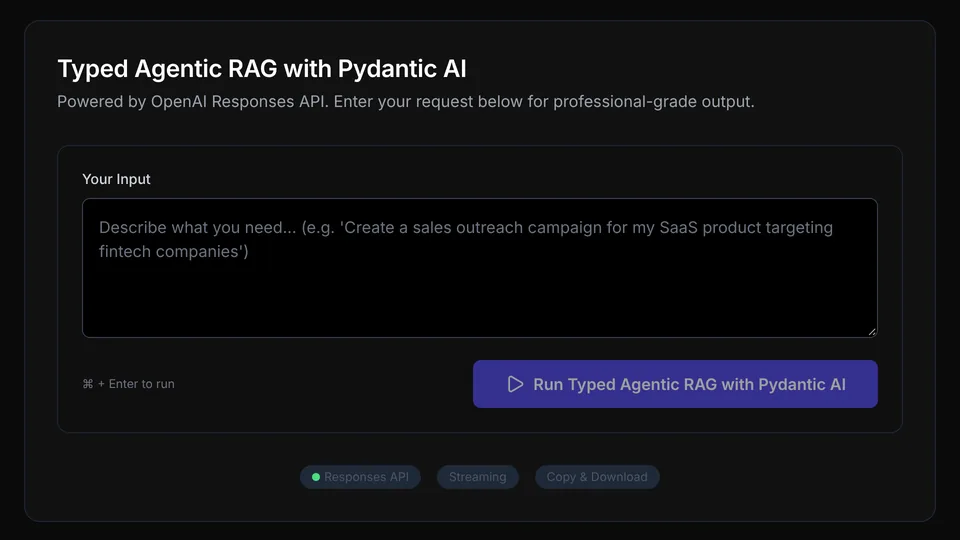 Typed Agentic RAG with Pydantic AI
Powered by OpenAI Responses API. Enter your request below for professional-grade output.
Your Input
Describe what you need... (e.g. 'Create a sales outreach campaign for my SaaS product targeting
fintech companies')
⌘ + Enter to run
Run Typed Agentic RAG with Pydantic AI
Responses API
Streaming
Copy & Download